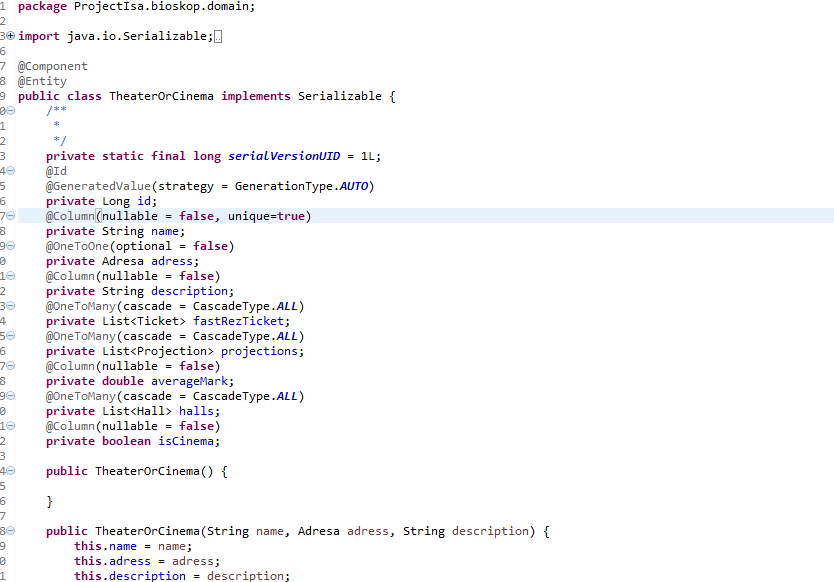 1 package ProjectIsa.bioskop.domain;
2
3 import java.io.Serializable;
6
7 @Component
8 @Entity
9 public class TheaterOrCinema implements Serializable {
0 /**
1 *
2 */
3 private static final long serialVersionUID = 1L;
4 @Id
5 @GeneratedValue(strategy = GenerationType.AUTO)
6 private Long id;
7 @Column(nullable = false, unique=true)
8 private String name;
9 @OneToOne(optional = false)
0 private Adresa adress;
1 @Column(nullable = false)
2 private String description;
3 @OneToMany(cascade = CascadeType.ALL)
4 private List<Ticket> fastRezTicket;
5 @OneToMany(cascade = CascadeType.ALL)
6 private List<Projection> projections;
7 @Column(nullable = false)
8 private double averageMark;
9 @OneToMany(cascade = CascadeType.ALL)
0 private List<Hall> halls;
1 @Column(nullable = false)
2 private boolean isCinema;
3
4 public TheaterOrCinema() {
5
6 }
7
8 public TheaterOrCinema(String name, Adresa adress, String description) {
9 this.name = name;
0 this.adress = adress;
1 this.description = description;